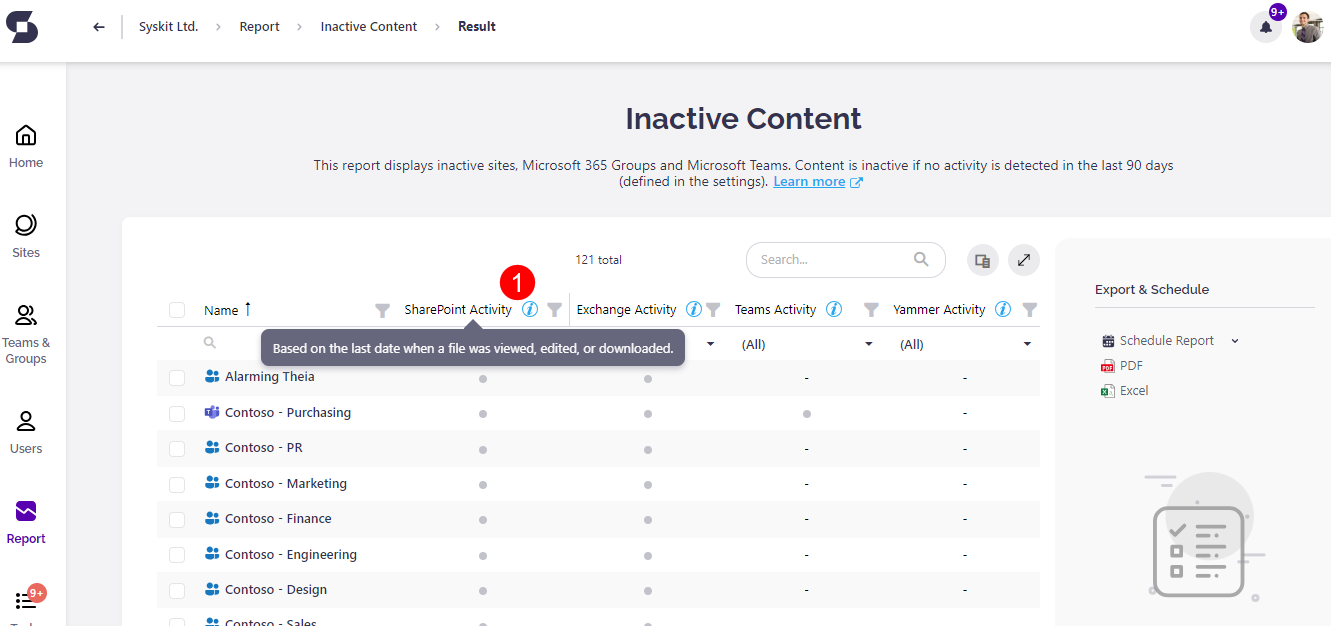 Syskit Ltd. > Report > Inactive Content > Result
9+
Home
Sites
Teams &
Groups
Users
Report
9+
Inactive Content
This report displays inactive sites, Microsoft 365 Groups and Microsoft Teams. Content is inactive if no activity is detected in the last 90 days
(defined in the settings). Learn more
121 total
Search...
1
Name ↑ SharePoint Activity Exchange Activity Teams Activity Yammer Activity
Based on the last date when a file was viewed, edited, or downloaded.
(All) (All)
Alarming Theia - -
Contoso - Purchasing -
Contoso - PR - -
Contoso - Marketing - -
Contoso - Finance - -
Contoso - Engineering - -
Contoso - Design - -
Contoso - Sales
Export & Schedule
Schedule Report
PDF
Excel